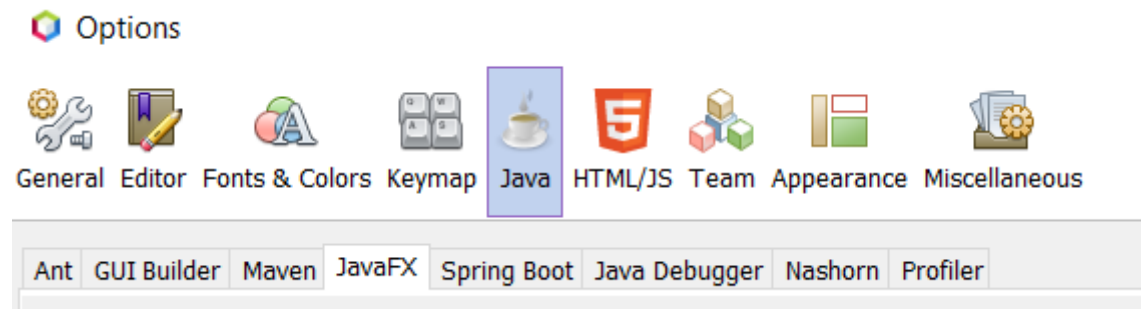 Options
General Editor Fonts & Colors Keymap Java HTML/JS Team Appearance Miscellaneous
Ant GUI Builder Maven JavaFX Spring Boot Java Debugger Nashorn Profiler